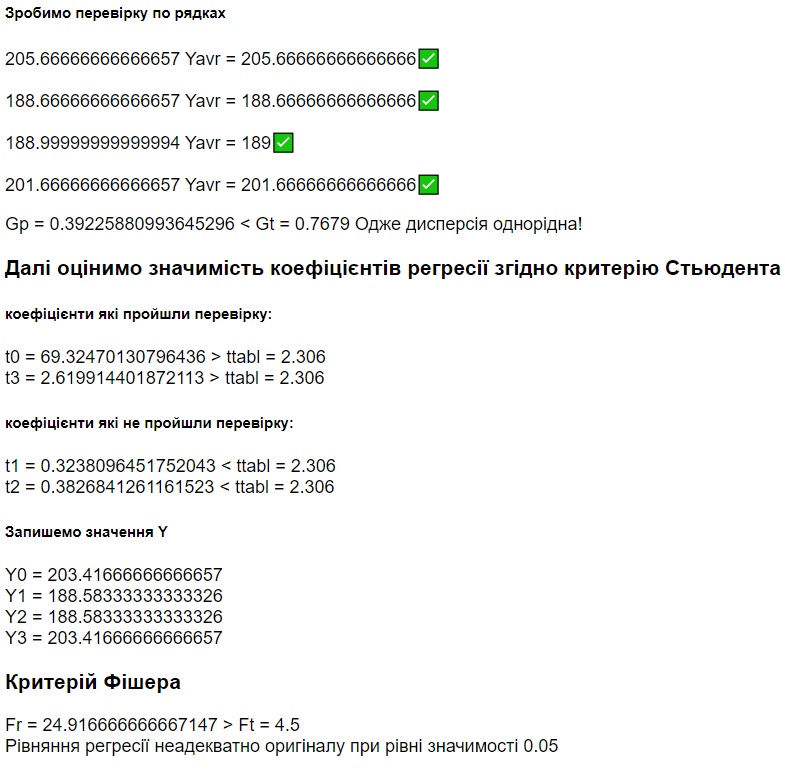 Зробимо перевірку по рядках
205.66666666666657 Yavr = 205.66666666666666✅
188.66666666666657 Yavr = 188.66666666666666✅
188.99999999999994 Yavr = 189✅
201.66666666666657 Yavr = 201.66666666666666✅
Gp = 0.39225880993645296 < Gt = 0.7679 Одже дисперсія однорідна!
Далі оцінимо значимість коефіцієнтів регресії згідно критерію Стьюдента
коефіцієнти які пройшли перевірку:
t0 = 69.32470130796436 > ttabl = 2.306
t3 = 2.619914401872113 > ttabl = 2.306
коефіцієнти які не пройшли перевірку:
t1 = 0.3238096451752043 < ttabl = 2.306
t2 = 0.3826841261161523 < ttabl = 2.306
Запишемо значення Y
Y0 = 203.41666666666657
Y1 = 188.58333333333326
Y2 = 188.58333333333326
Y3 = 203.41666666666657
Критерій Фішера
Fr = 24.916666666667147 > Ft = 4.5
Рівняння регресії неадекватно оригіналу при рівні значимості 0.05